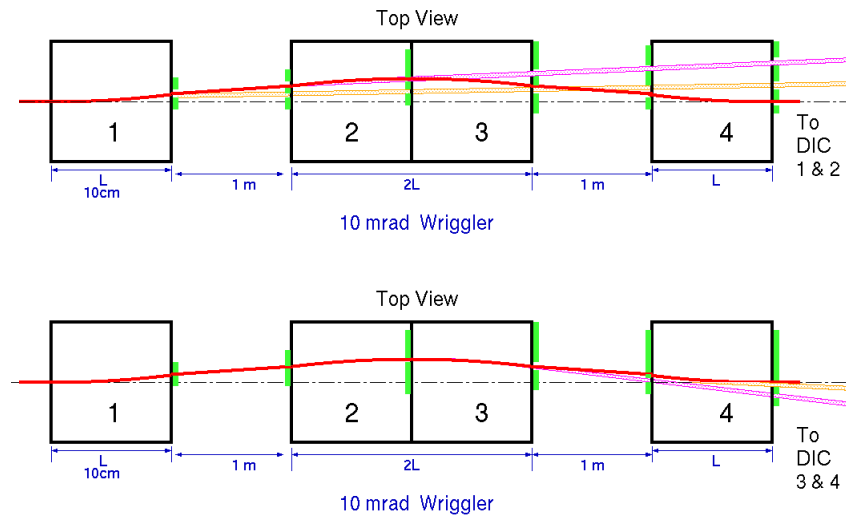 Top View
1 2 3 4
To
DIC
1 & 2
L 1 m 2L 1 m L
10cm
10 mrad Wriggler
Top View
1 2 3 4
To
DIC
3 & 4
L 1 m 2L 1 m L
10cm
10 mrad Wriggler